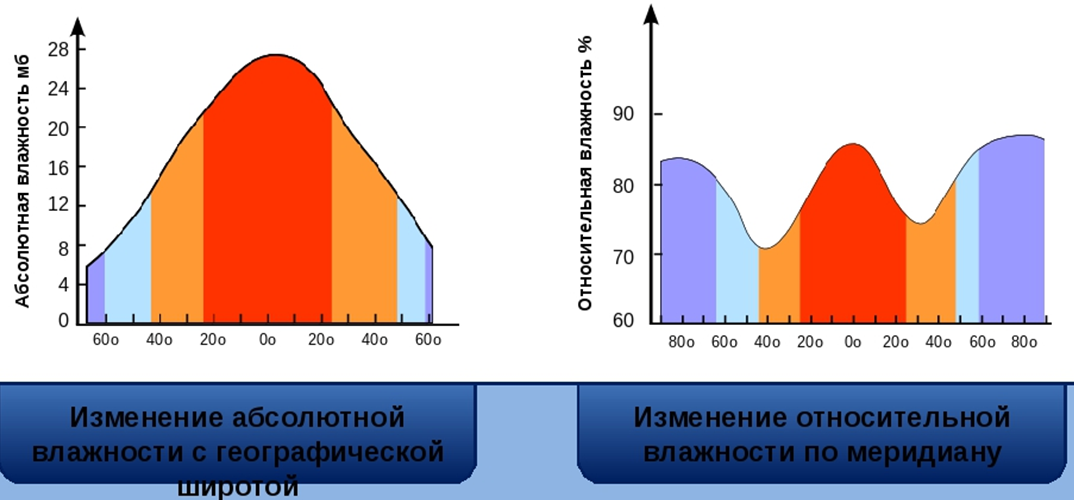 Абсолютная влажность мб
28
24
20
16
12
8
4
0
60о 40о 20о 0о 20о 40о 60о
Относительная влажность %
90
80
70
60
80о 60о 40о 20о 0о 20о 40о 60о 80о
Изменение абсолютной
влажности с географической
широтой
Изменение относительной
влажности по меридиану